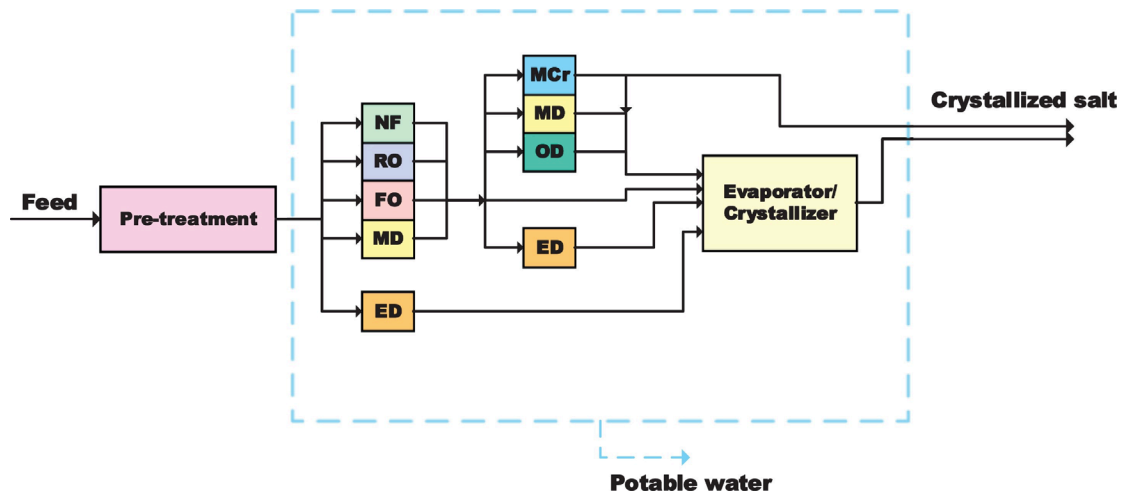 Feed
Pre-treatment
NF
RO
FO
MD
ED
MCr
MD
OD
ED
Evaporator/
Crystallizer
Crystallized salt
Potable water